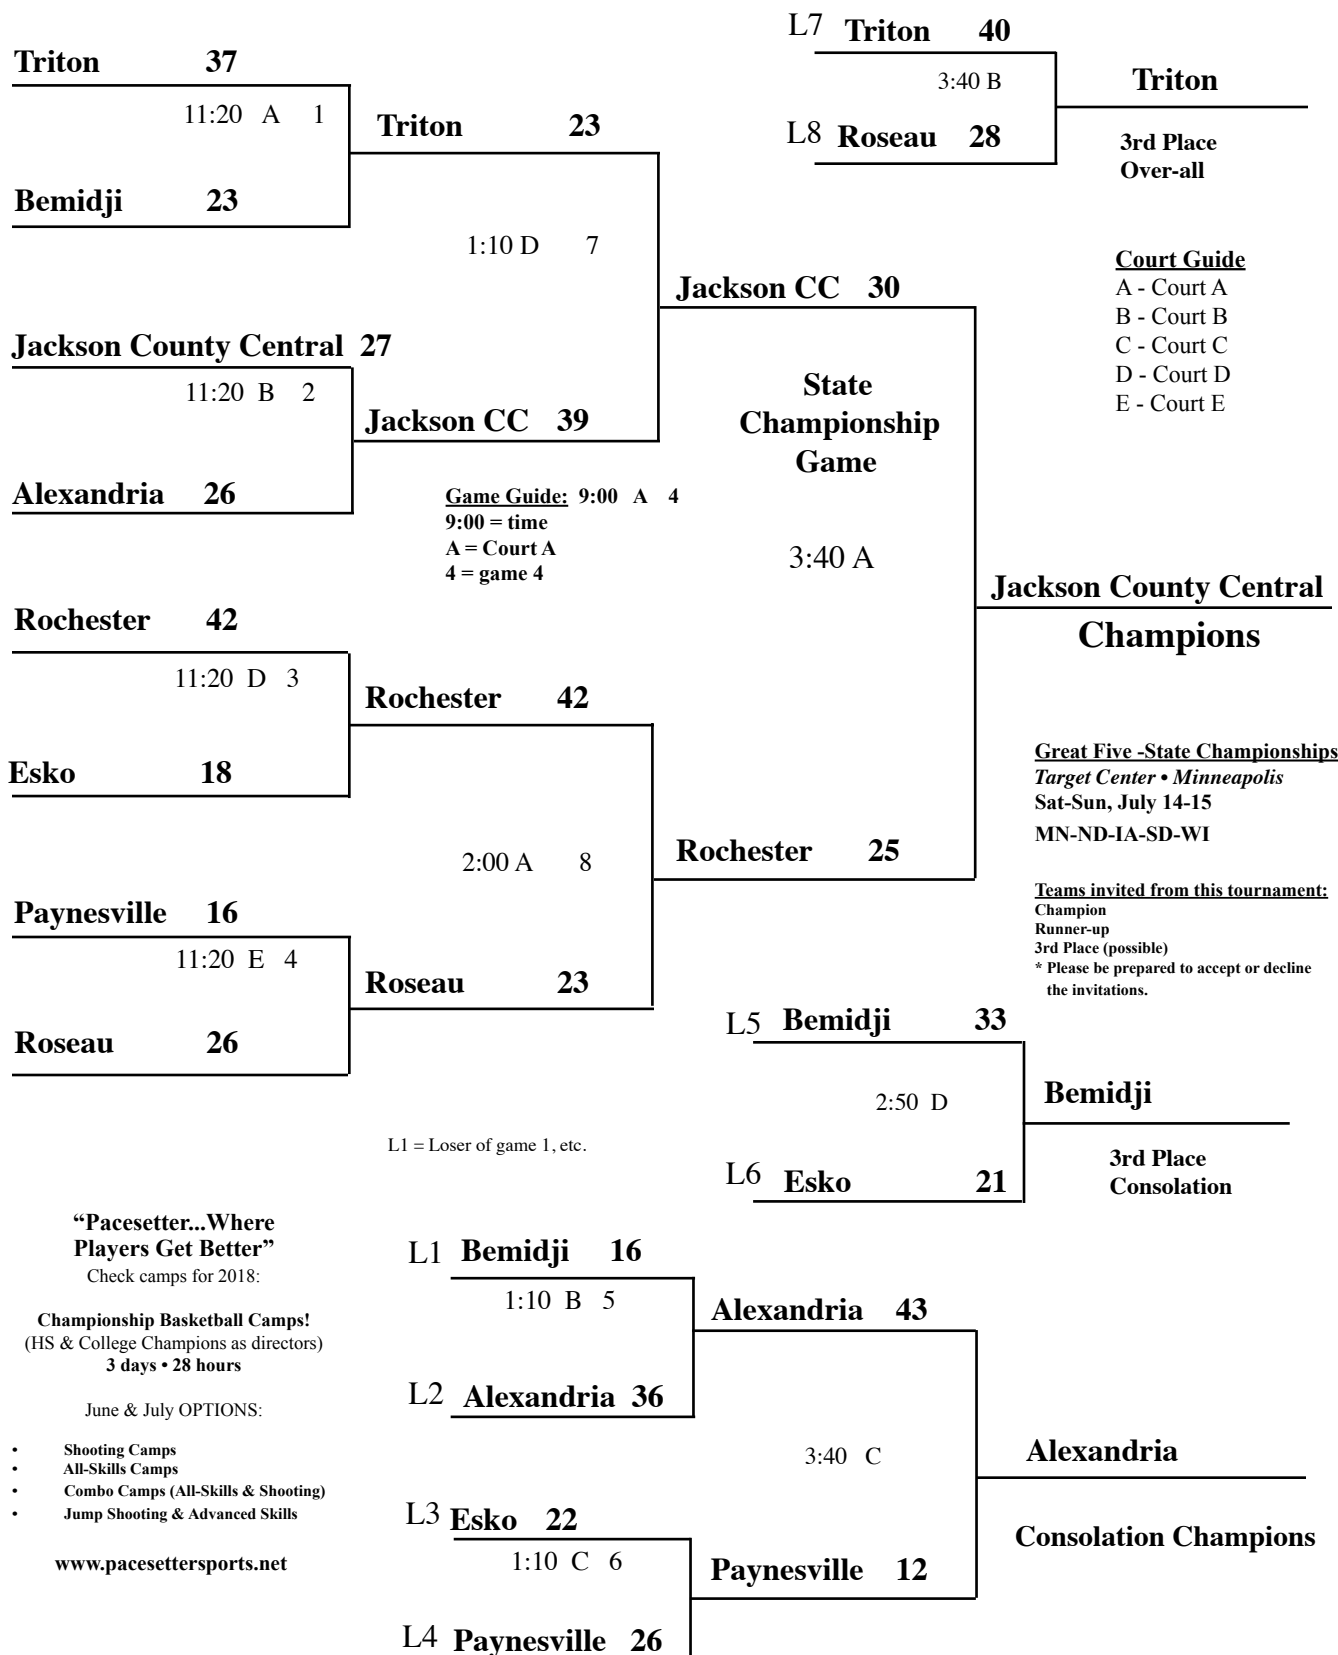 Triton 37
11:20 A 1
Bemidji 23
Triton 23
1:10 D 7
Jackson County Central 27
11:20 B 2
Alexandria 26
Jackson CC 39
Game Guide: 9:00 A 4
9:00 = time
A = Court A
4 = game 4
Jackson CC 30
State
Championship
Game
3:40 A
L7 Triton 40
3:40 B
L8 Roseau 28
Triton
3rd Place
Over-all
Court Guide
A - Court A
B - Court B
C - Court C
D - Court D
E - Court E
Jackson County Central
Champions
Rochester 42
11:20 D 3
Esko 18
Rochester 42
2:00 A 8
Paynesville 16
11:20 E 4
Roseau 26
Roseau 23
Rochester 25
Great Five -State Championships
Target Center • Minneapolis
Sat-Sun, July 14-15
MN-ND-IA-SD-WI
Teams invited from this tournament:
Champion
Runner-up
3rd Place (possible)
* Please be prepared to accept or decline
the invitations.
L5 Bemidji 33
2:50 D
L6 Esko 21
Bemidji
3rd Place
Consolation
L1 = Loser of game 1, etc.
“Pacesetter...Where
Players Get Better”
Check camps for 2018:
Championship Basketball Camps!
(HS & College Champions as directors)
3 days • 28 hours
June & July OPTIONS:
• Shooting Camps
• All-Skills Camps
• Combo Camps (All-Skills & Shooting)
• Jump Shooting & Advanced Skills
www.pacesettersports.net
L1 Bemidji 16
1:10 B 5
L2 Alexandria 36
Alexandria 43
3:40 C
L3 Esko 22
1:10 C 6
L4 Paynesville 26
Paynesville 12
Alexandria
Consolation Champions